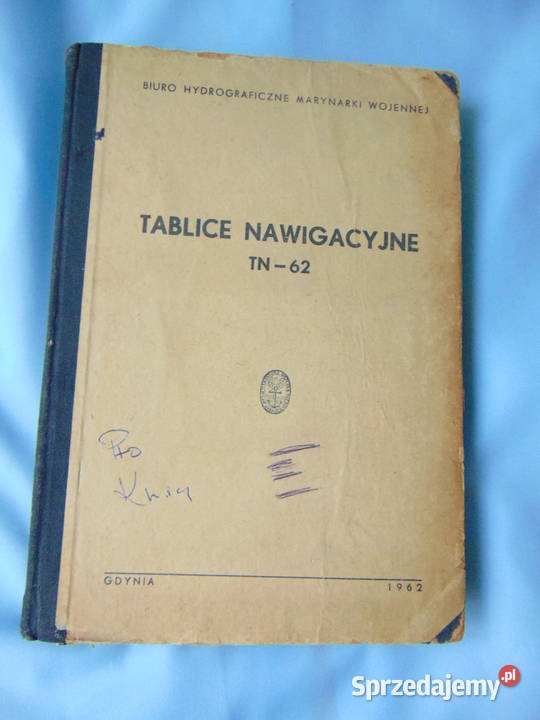 BIURO HYDROGRAFICZNE MARYNARKI WOJENNEJ
TABLICE NAWIGACYJNE
TN – 62
GDYNIA 1962
Sprzedajemy.pl